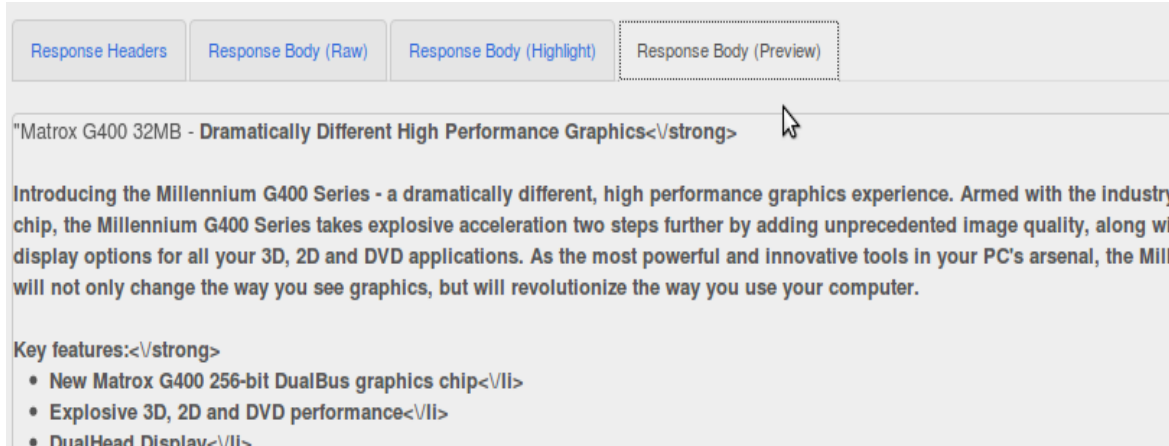 Response Headers
Response Body (Raw)
Response Body (Highlight)
Response Body (Preview)
"Matrox G400 32MB - Dramatically Different High Performance Graphics<\/strong>
Introducing the Millennium G400 Series - a dramatically different, high performance graphics experience. Armed with the industry
chip, the Millennium G400 Series takes explosive acceleration two steps further by adding unprecedented image quality, along wi
display options for all your 3D, 2D and DVD applications. As the most powerful and innovative tools in your PC's arsenal, the Mill
will not only change the way you see graphics, but will revolutionize the way you use your computer.
Key features:<\/strong>
• New Matrox G400 256-bit DualBus graphics chip<\/li>
• Explosive 3D, 2D and DVD performance<\/li>
• DualHead Display<\/li>